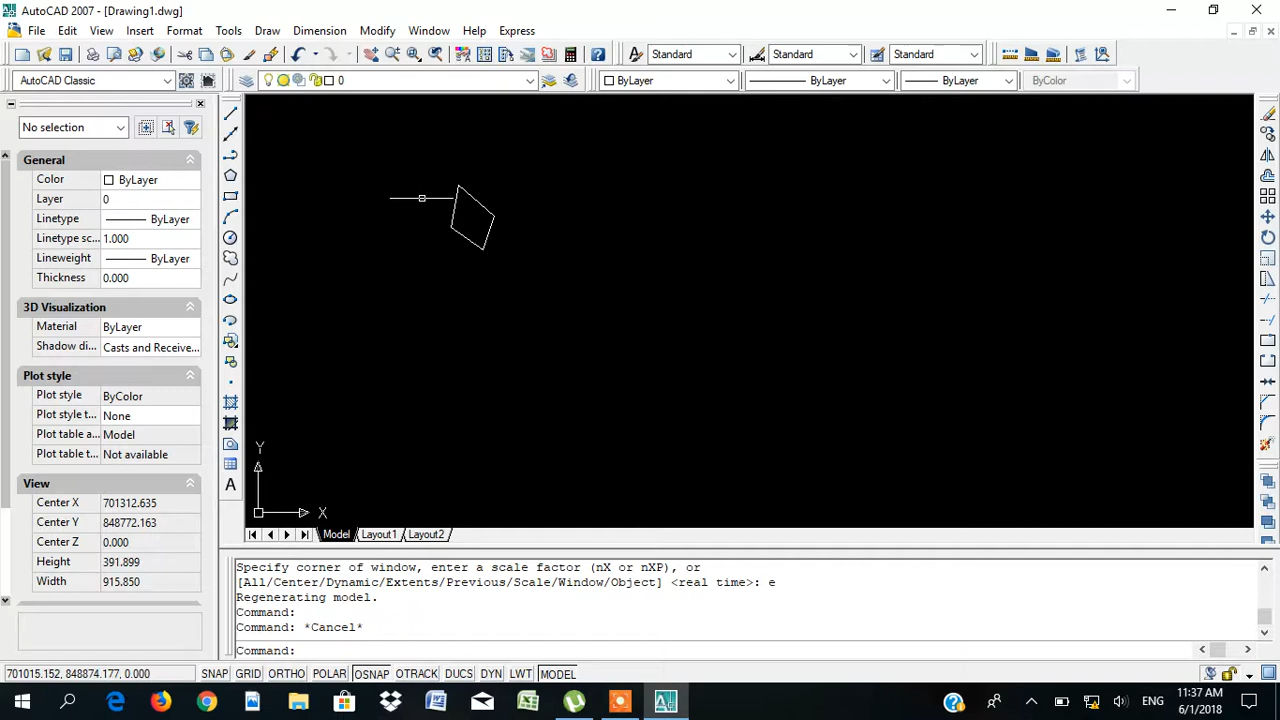 AutoCAD 2007 - [Drawing1.dwg]
File Edit View Insert Format Tools Draw Dimension Modify Window Help Express
Standard Standard Standard
AutoCAD Classic 0 ByLayer ByLayer ByLayer ByColor
No selection
General
Color ByLayer
Layer 0
Linetype ByLayer
Linetype sc... 1.000
Lineweight ByLayer
Thickness 0.000
3D Visualization
Material ByLayer
Shadow di... Casts and Receive...
Plot style
Plot style ByColor
Plot style t... None
Plot table a... Model
Plot table t... Not available
View
Center X 701312.635
Center Y 848772.163
Center Z 0.000
Height 391.899
Width 915.850
A
Y
X
Model Layout1 Layout2
Specify corner of window, enter a scale factor (nX or nXP), or
[All/Center/Dynamic/Extents/Previous/Scale/Window/Object] <real time>: e
Regenerating model.
Command:
Command: *Cancel*
Command:
701015.152, 848874.177, 0.000 SNAP GRID ORTHO POLAR OSNAP OTRACK DUCS DYN LWT MODEL
ENG
11:37 AM
6/1/2018